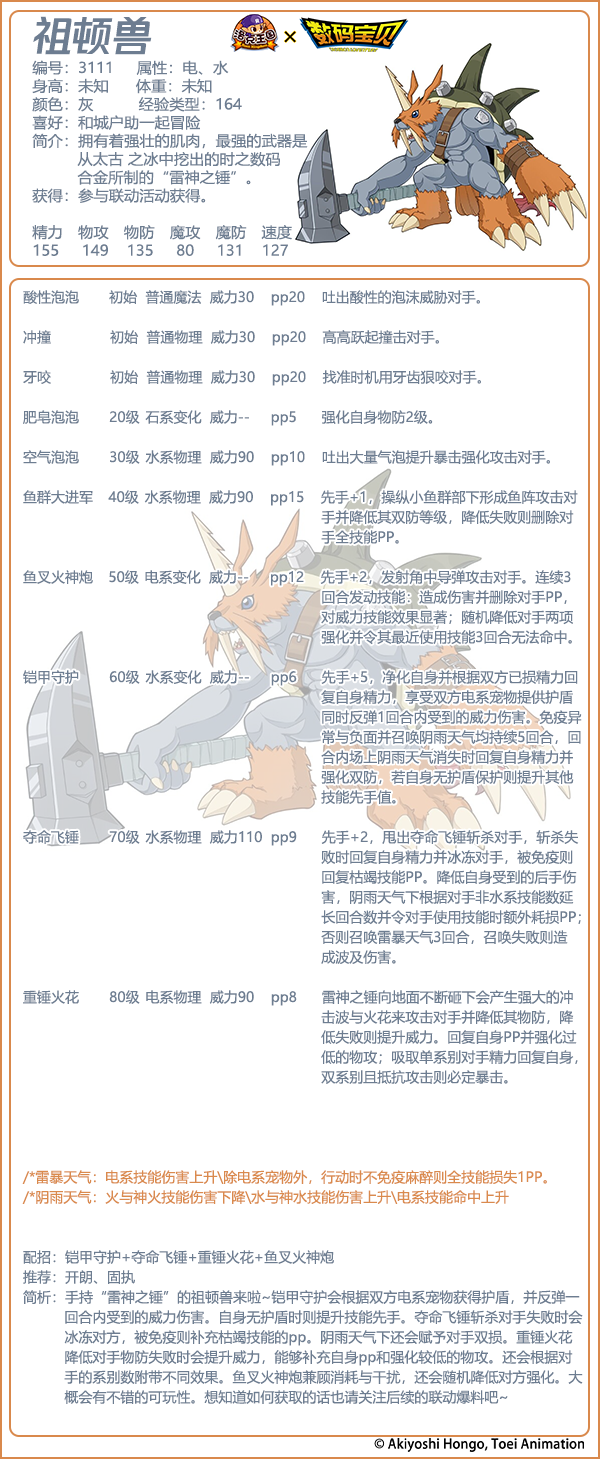 祖顿兽
洛克王国 × 数码宝贝
编号：3111 属性：电、水
身高：未知 体重：未知
颜色：灰 经验类型：164
喜好：和城户助一起冒险
简介：拥有着强壮的肌肉，最强的武器是
从太古 之冰中挖出的时之数码
合金所制的“雷神之锤”。
获得：参与联动活动获得。
精力 物攻 物防 魔攻 魔防 速度
155 149 135 80 131 127
酸性泡泡 初始 普通魔法 威力30 pp20 吐出酸性的泡沫威胁对手。
冲撞 初始 普通物理 威力30 pp20 高高跃起撞击对手。
牙咬 初始 普通物理 威力30 pp20 找准时机用牙齿狠咬对手。
肥皂泡泡 20级 石系变化 威力-- pp5 强化自身物防2级。
空气泡泡 30级 水系物理 威力90 pp10 吐出大量气泡提升暴击强化攻击对手。
鱼群大进军 40级 水系物理 威力90 pp15 先手+1，操纵小鱼群部下形成鱼阵攻击对
手并降低其双防等级，降低失败则删除对
手全技能PP。
鱼叉火神炮 50级 电系变化 威力-- pp12 先手+2，发射角中导弹攻击对手。连续3
回合发动技能：造成伤害并删除对手PP，
对威力技能效果显著；随机降低对手两项
强化并令其最近使用技能3回合无法命中。
铠甲守护 60级 水系变化 威力-- pp6 先手+5，净化自身并根据双方已损精力回
复自身精力，享受双方电系宠物提供护盾
同时反弹1回合内受到的威力伤害。免疫异
常与负面并召唤阴雨天气均持续5回合，回
合内场上阴雨天气消失时回复自身精力并
强化双防，若自身无护盾保护则提升其他
技能先手值。
夺命飞锤 70级 水系物理 威力110 pp9 先手+2，甩出夺命飞锤斩杀对手，斩杀失
败时回复自身精力并冰冻对手，被免疫则
回复枯竭技能PP。降低自身受到的后手伤
害，阴雨天气下根据对手非水系技能数延
长回合数并令对手使用技能时额外耗损PP；
否则召唤雷暴天气3回合，召唤失败则造
成波及伤害。
重锤火花 80级 电系物理 威力90 pp8 雷神之锤向地面不断砸下会产生强大的冲
击波与火花来攻击对手并降低其物防，降
低失败则提升威力。回复自身PP并强化过
低的物攻；吸取单系别对手精力回复自身，
双系别且抵抗攻击则必定暴击。
/*雷暴天气：电系技能伤害上升\除电系宠物外，行动时不免疫麻醉则全技能损失1PP。
/*阴雨天气：火与神火技能伤害下降\水与神水技能伤害上升\电系技能命中上升
配招：铠甲守护+夺命飞锤+重锤火花+鱼叉火神炮
推荐：开朗、固执
简析：手持“雷神之锤”的祖顿兽来啦~铠甲守护会根据双方电系宠物获得护盾，并反弹一
回合内受到的威力伤害。自身无护盾时则提升技能先手。夺命飞锤斩杀对手失败时会
冰冻对方，被免疫则补充枯竭技能的pp。阴雨天气下还会赋予对手双损。重锤火花
降低对手物防失败时会提升威力，能够补充自身pp和强化较低的物攻。还会根据对
手的系别数附带不同效果。鱼叉火神炮兼顾消耗与干扰，还会随机降低对方强化。大
概会有不错的可玩性。想知道如何获取的话也请关注后续的联动爆料吧~
© Akiyoshi Hongo, Toei Animation